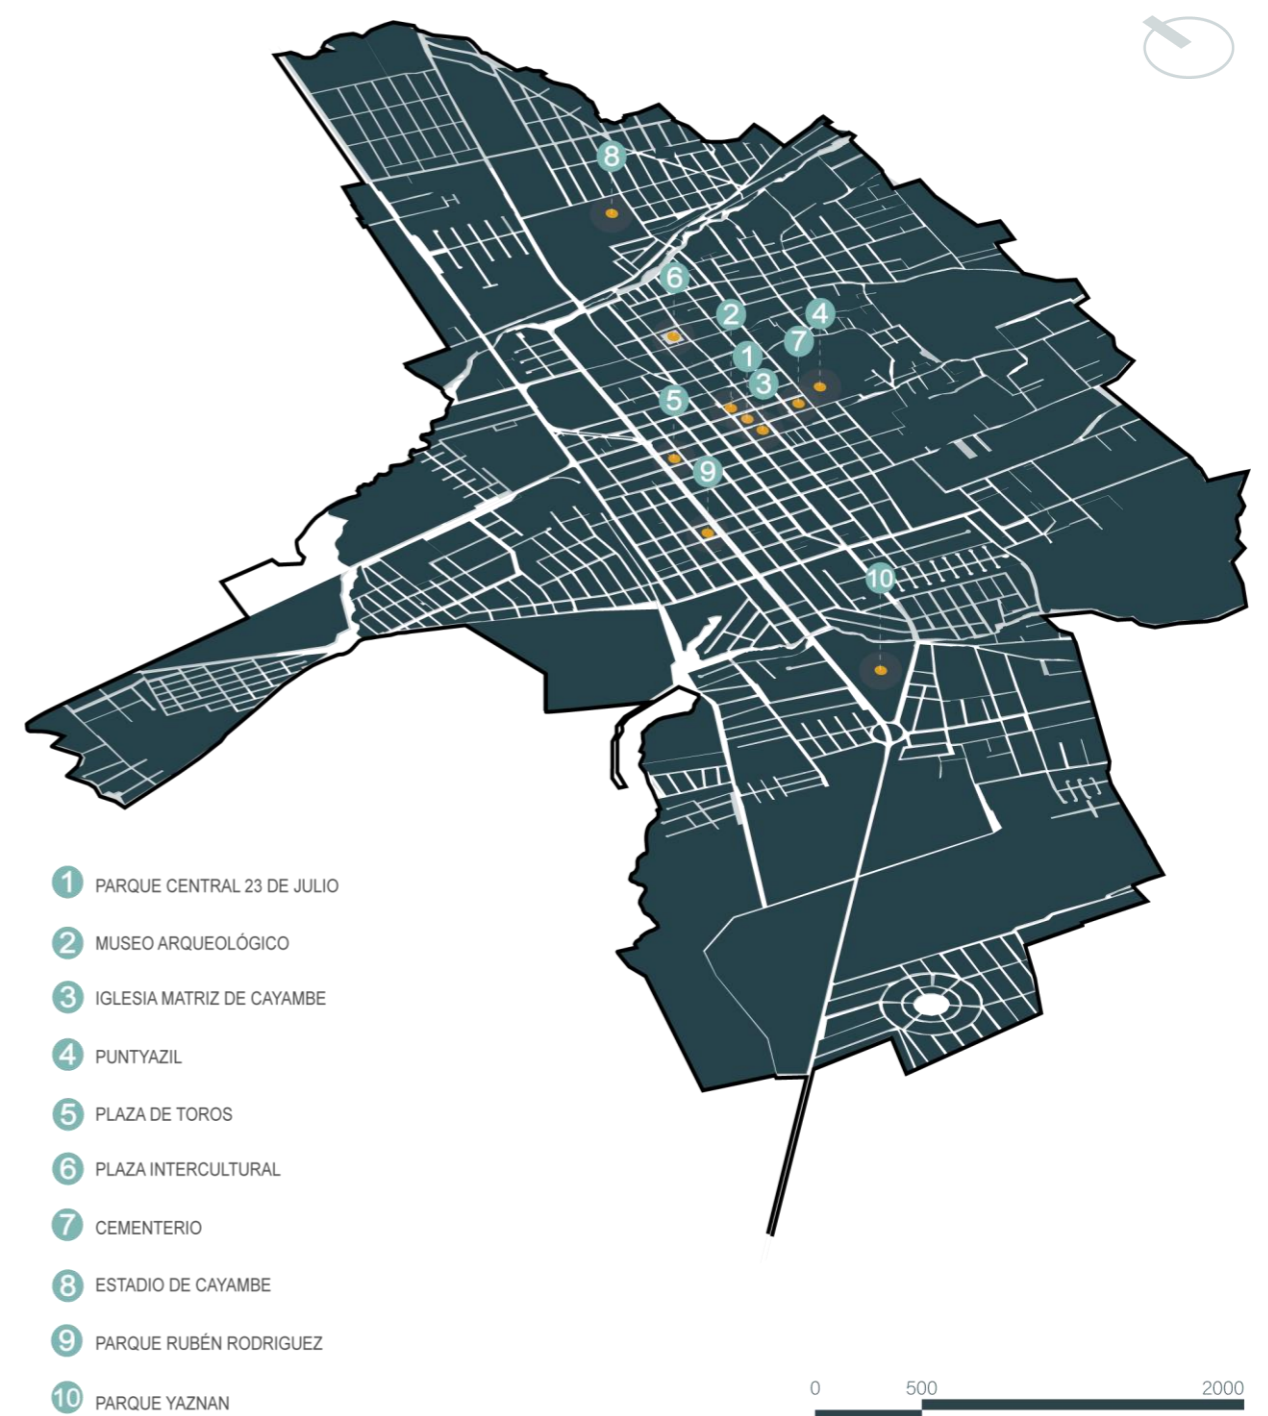 8
6
2
4
7
1
3
5
9
10
1 PARQUE CENTRAL 23 DE JULIO
2 MUSEO ARQUEOLÓGICO
3 IGLESIA MATRIZ DE CAYAMBE
4 PUNTYAZIL
5 PLAZA DE TOROS
6 PLAZA INTERCULTURAL
7 CEMENTERIO
8 ESTADIO DE CAYAMBE
9 PARQUE RUBÉN RODRIGUEZ
10 PARQUE YAZNAN
0 500 2000